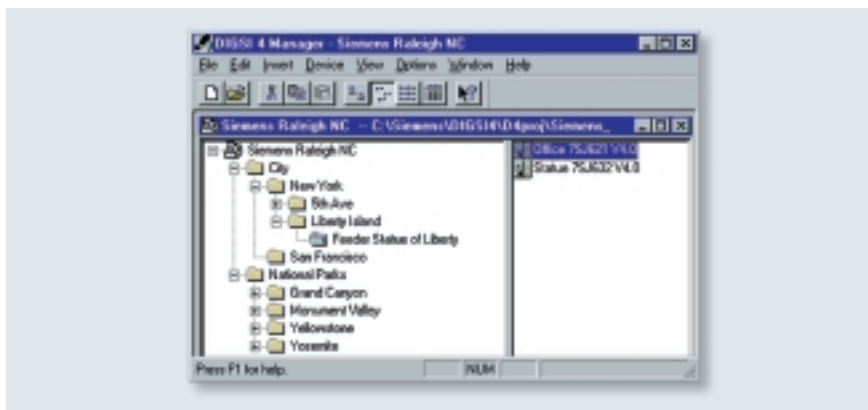 DIGSI 4 Manager - Siemens Raleigh NC
File Edit Insert Device View Options Window Help
Siemens Raleigh NC -- C:\Siemens\DIGSI4\D4proj\Siemens_
Siemens Raleigh NC
City
New York
5th Ave
Liberty Island
Feeder Statue of Liberty
San Francisco
National Parks
Grand Canyon
Monument Valley
Yellowstone
Yosemite
Office 7SJ621 V4.0
Statue 7SJ632 V4.0
Press F1 for help.
NUM